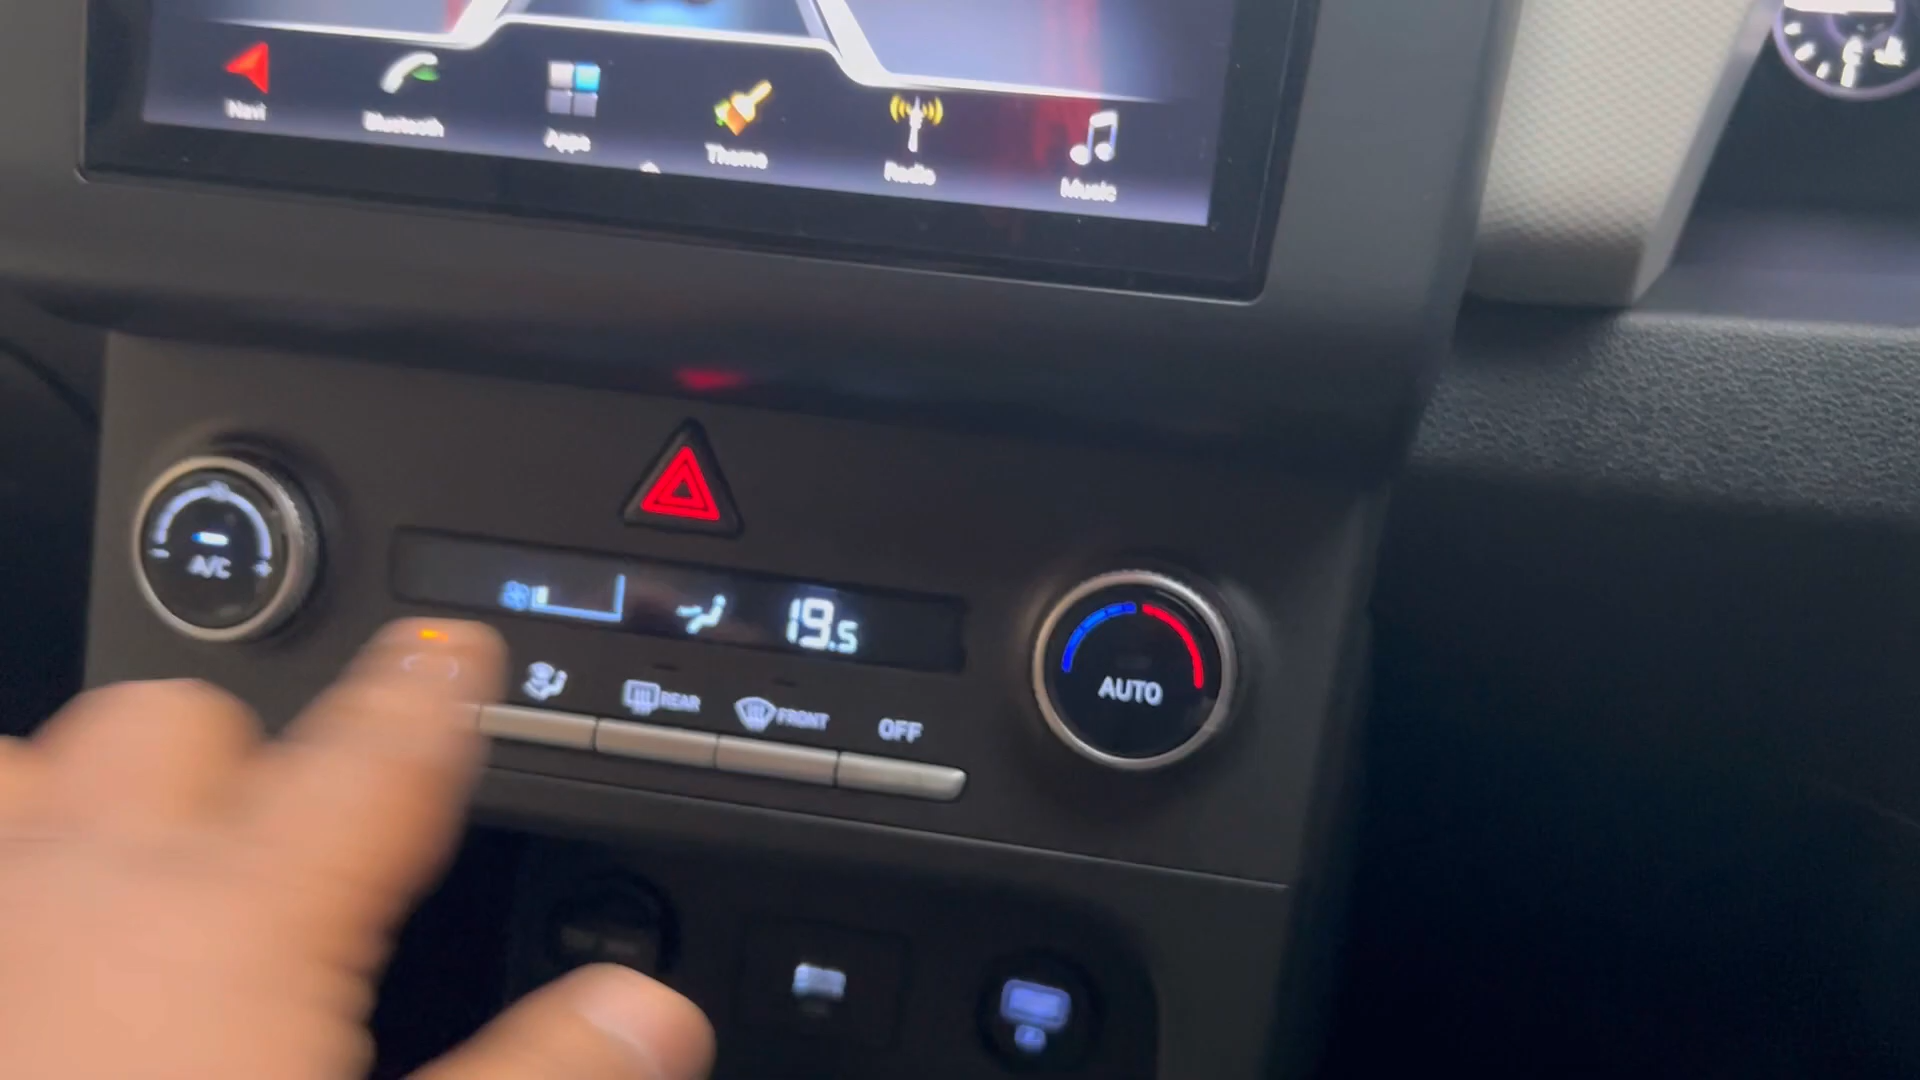 Navi
Bluetooth
Apps
Theme
Radio
Music
A/C
19.5
AUTO
REAR
FRONT
OFF